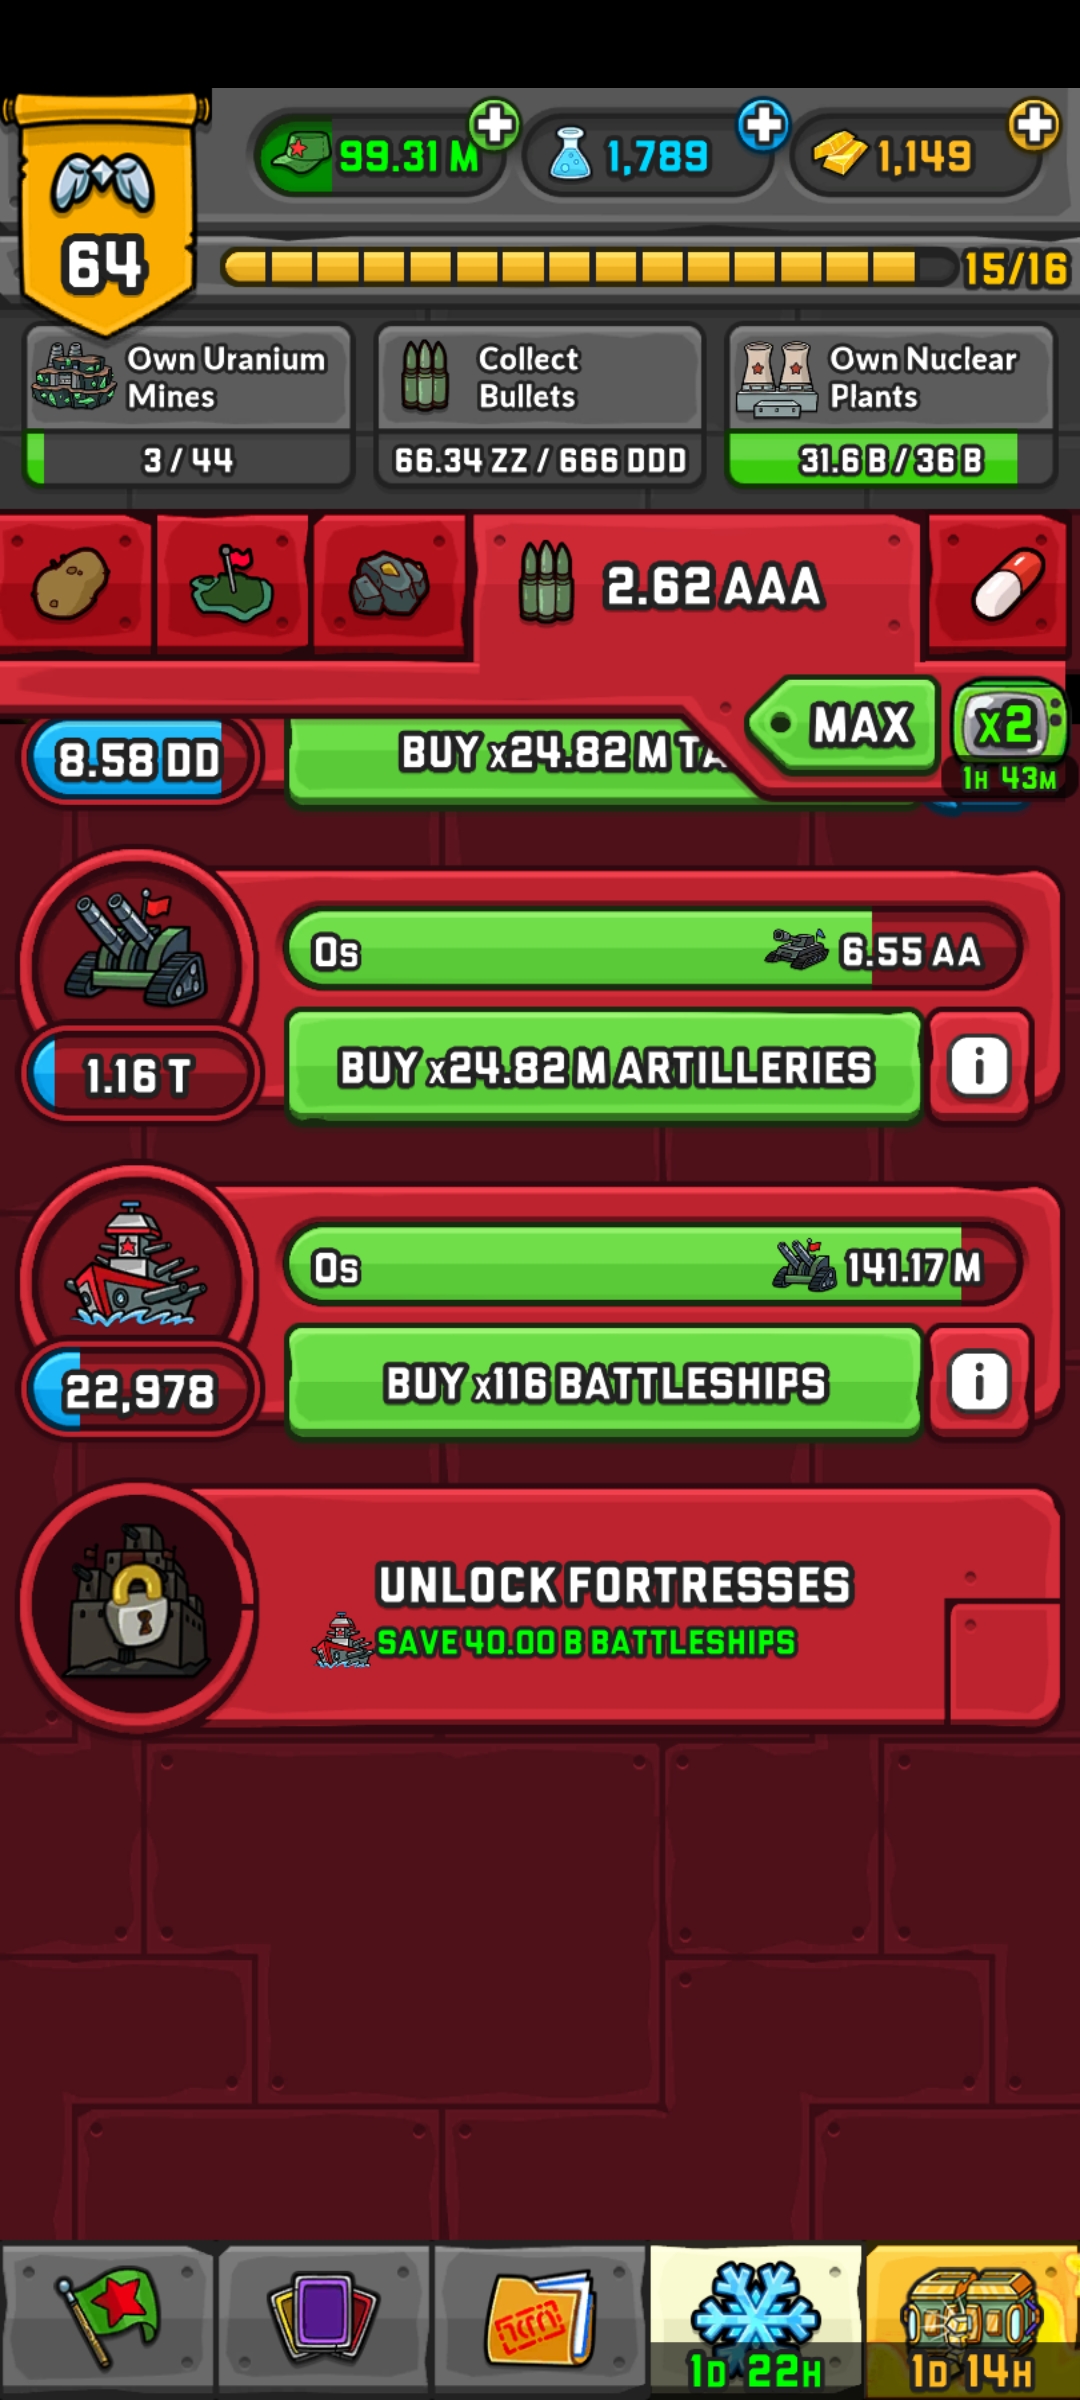 99.31 M
1,789
1,149
64
15/16
Own Uranium
Mines
3 / 44
Collect
Bullets
66.34 ZZ / 666 DDD
Own Nuclear
Plants
31.6 B / 36 B
2.62 AAA
MAX
x2
1H 43M
8.58 DD
BUY x24.82 M TA
0s
6.55 AA
1.16 T
BUY x24.82 M ARTILLERIES
i
0s
141.17 M
22,978
BUY x116 BATTLESHIPS
i
UNLOCK FORTRESSES
SAVE 40.00 B BATTLESHIPS
1D 22H
1D 14H